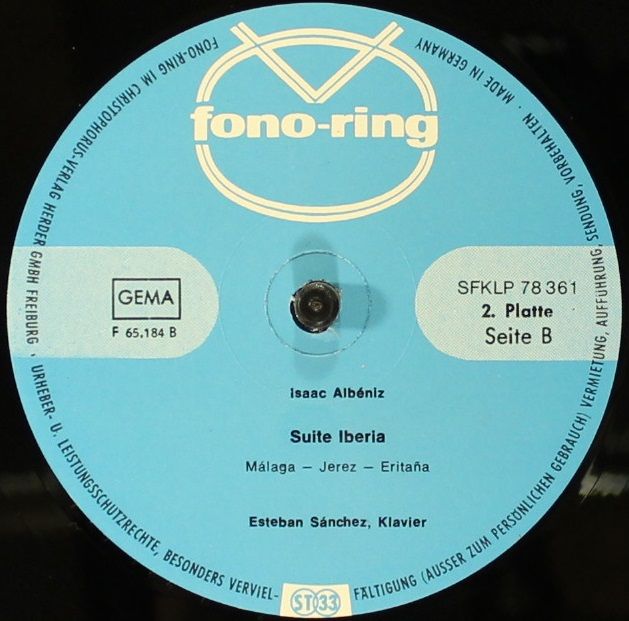 fono-ring
FONO-RING IM CHRISTOPHORUS-VERLAG HERDER GMBH FREIBURG · URHEBER- U. LEISTUNGSSCHUTZRECHTE, BESONDERS VERVIEL-
FÄLTIGUNG (AUSSER ZUM PERSÖNLICHEN GEBRAUCH) VERMIETUNG, AUFFÜHRUNG, SENDUNG, VORBEHALTEN · MADE IN GERMANY
GEMA
F 65,184 B
SFKLP 78 361
2. Platte
Seite B
Isaac Albéniz
Suite Iberia
Málaga – Jerez – Eritaña
Esteban Sánchez, Klavier
ST 33